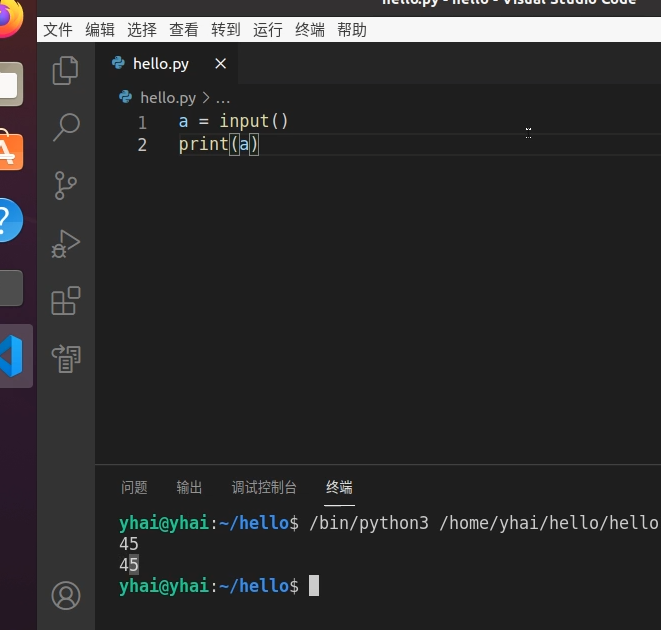 hello.py - hello - Visual Studio Code
文件 编辑 选择 查看 转到 运行 终端 帮助
hello.py
hello.py > ...
1 a = input()
2 print(a)
问题 输出 调试控制台 终端
yhai@yhai:~/hello$ /bin/python3 /home/yhai/hello/hello
45
45
yhai@yhai:~/hello$